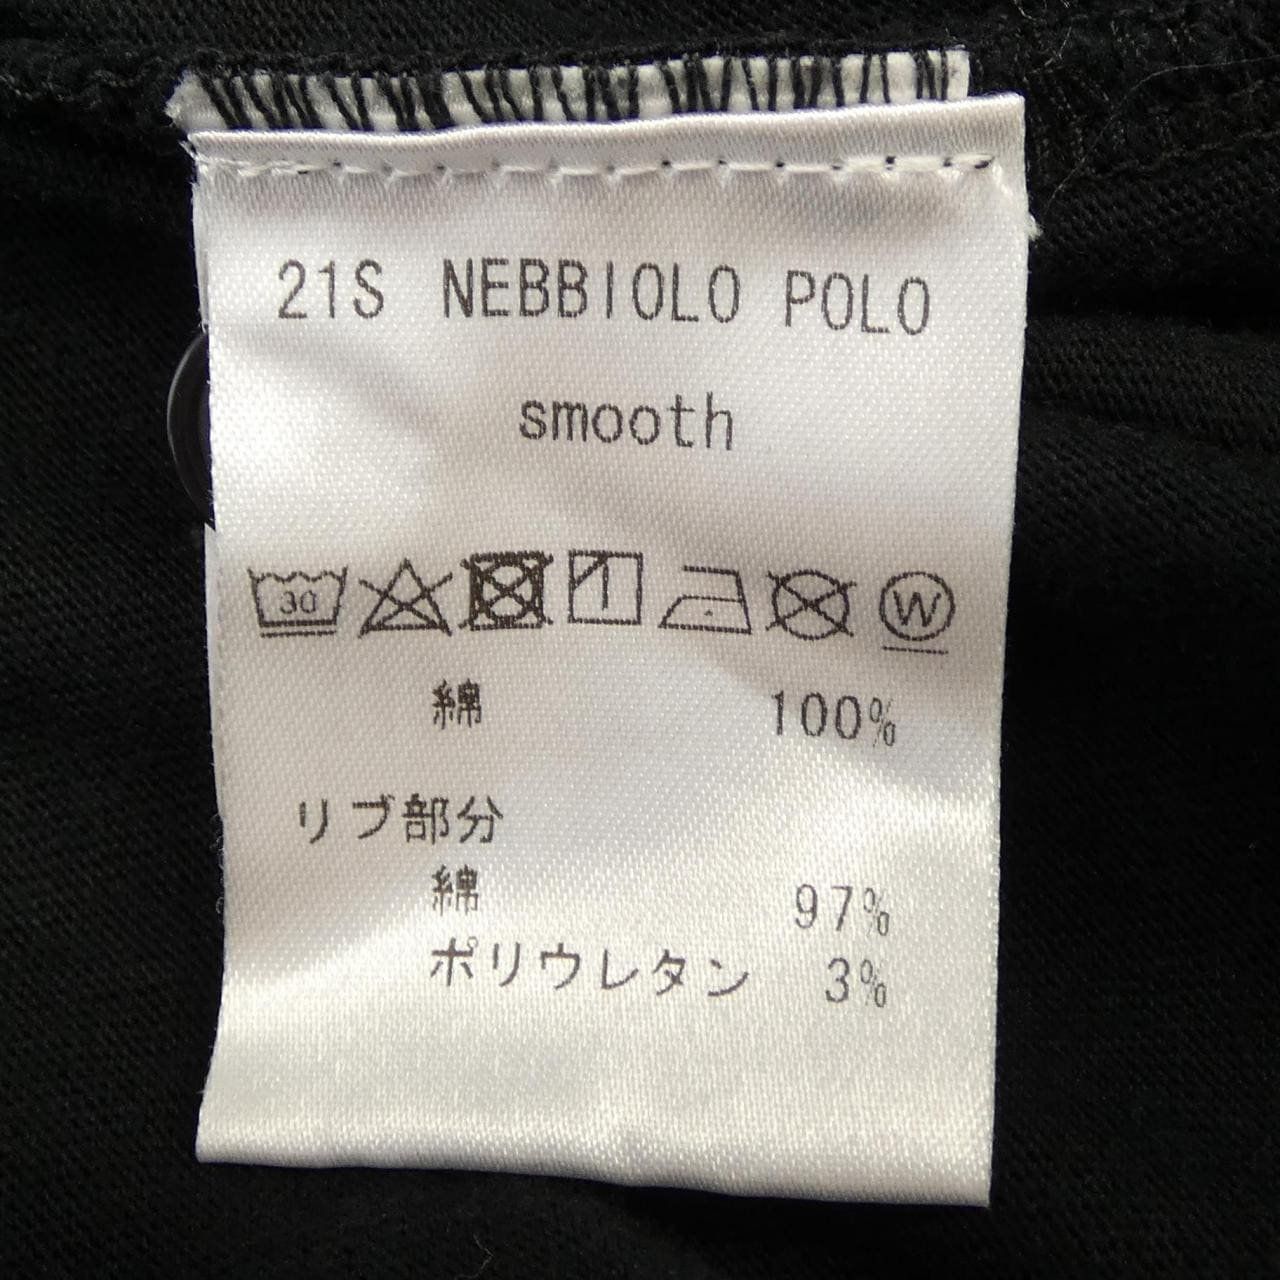 21S NEBBIOLO POLO
smooth
30 W
綿 100%
リブ部分
綿 97%
ポリウレタン 3%